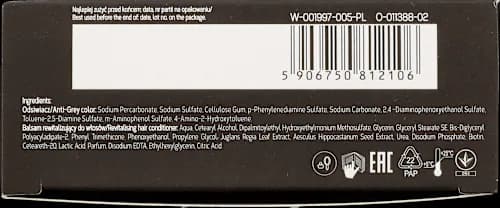 Najlepiej zużyć przed końcem: data, nr partii na opakowaniu/
Best used before the end of: date, lot no. on the package.
W-001997-005-PL O-011388-02
5 906750 812106
Ingredients:
Odsiwiacz/Anti-Grey color: Sodium Percarbonate, Sodium Sulfate, Cellulose Gum, p-Phenylenediamine Sulfate, Sodium Carbonate, 2,4 -Diaminophenoxyethanol Sulfate,
Toluene-2,5-Diamine Sulfate, m-Aminophenol Sulfate, 4-Amino-2-Hydroxytoluene.
Balsam rewitalizujący do włosów/Revitalising hair conditioner: Aqua, Cetearyl Alcohol, Dipalmitoylethyl Hydroxyethylmonium Methosulfate, Glycerin, Glyceryl Stearate SE, Bis-Diglyceryl
Polyacyladipate-2, Phenyl Trimethicone, Phenoxyethanol, Propylene Glycol, Juglans Regia Leaf Extract, Aesculus Hippocastanum Seed Extract, Urea, Disodium Phosphate, Biotin,
Ceteareth-20, Lactic Acid, Parfum, Disodium EDTA, Ethylhexylglycerin, Citric Acid
EAC
22
PAP